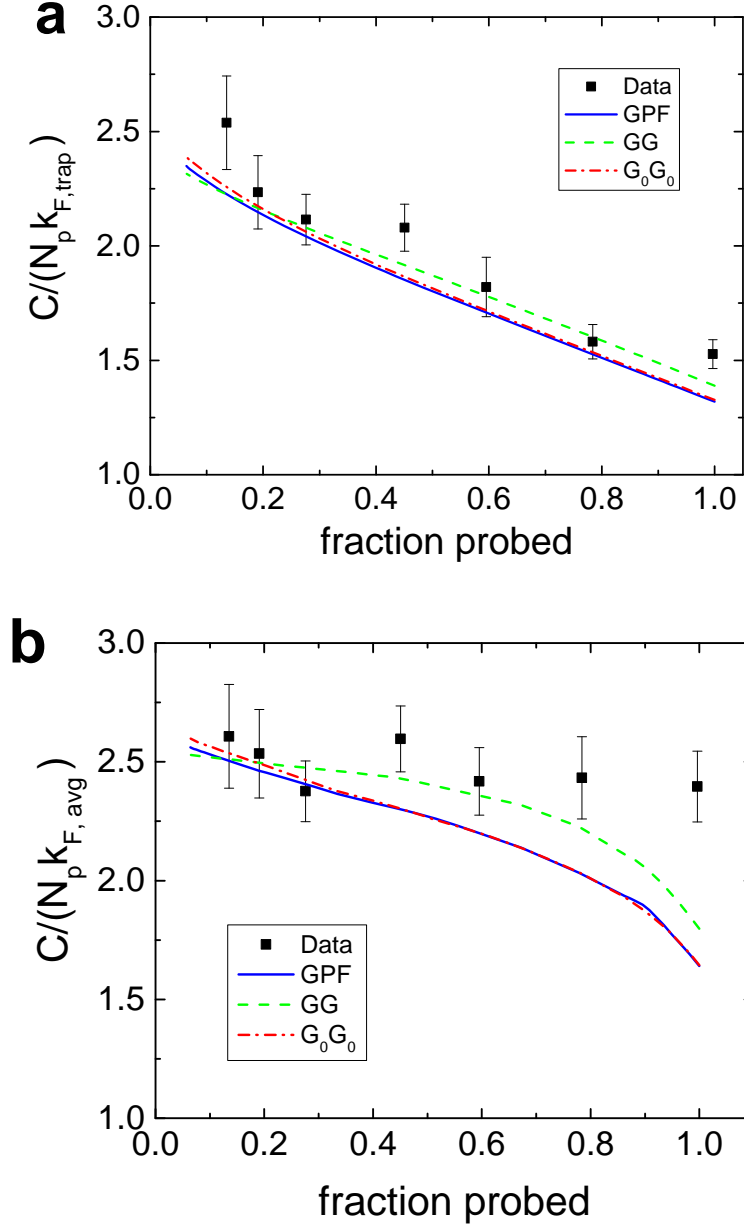 a
3.0
2.5
2.0
1.5
1.0
C/(N_p k_F,trap)
Data
GPF
GG
G₀G₀
0.0 0.2 0.4 0.6 0.8 1.0
fraction probed
b
3.0
2.5
2.0
1.5
1.0
C/(N_p k_F, avg)
Data
GPF
GG
G₀G₀
0.0 0.2 0.4 0.6 0.8 1.0
fraction probed